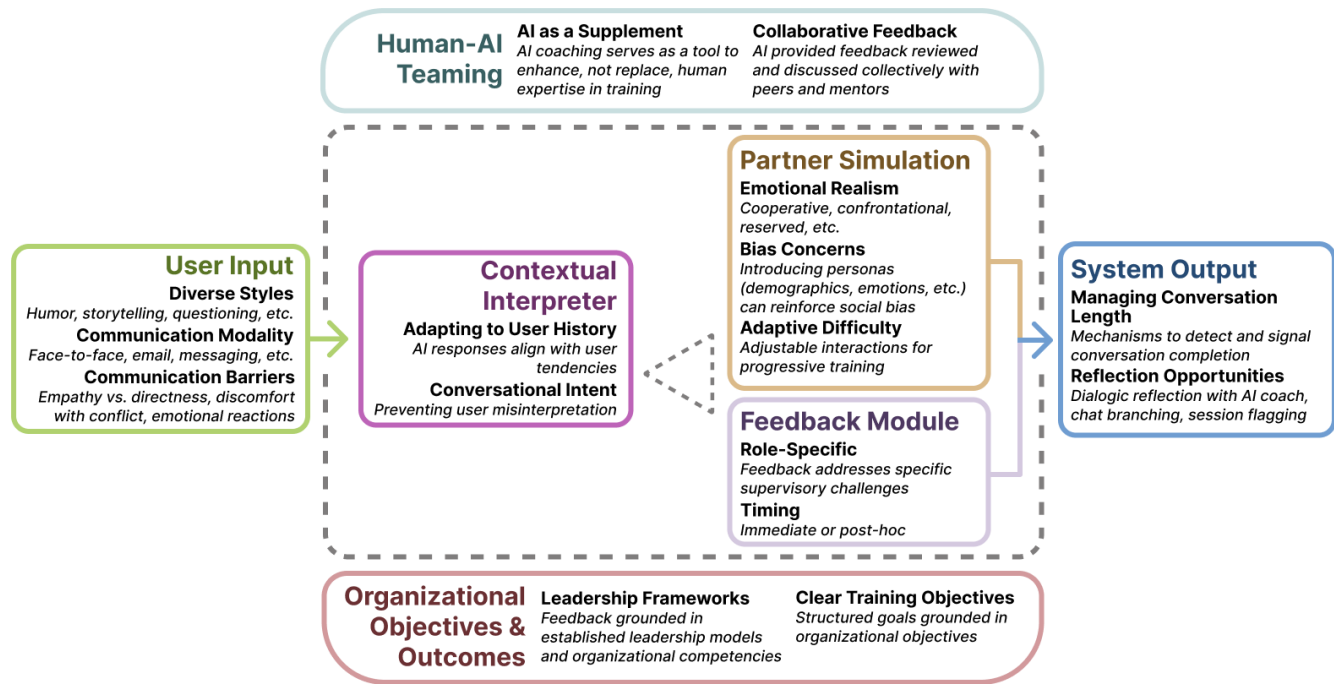 Human-AI
Teaming
AI as a Supplement
AI coaching serves as a tool to
enhance, not replace, human
expertise in training
Collaborative Feedback
AI provided feedback reviewed
and discussed collectively with
peers and mentors
User Input
Diverse Styles
Humor, storytelling, questioning, etc.
Communication Modality
Face-to-face, email, messaging, etc.
Communication Barriers
Empathy vs. directness, discomfort
with conflict, emotional reactions
Contextual
Interpreter
Adapting to User History
AI responses align with user
tendencies
Conversational Intent
Preventing user misinterpretation
Partner Simulation
Emotional Realism
Cooperative, confrontational,
reserved, etc.
Bias Concerns
Introducing personas
(demographics, emotions, etc.)
can reinforce social bias
Adaptive Difficulty
Adjustable interactions for
progressive training
Feedback Module
Role-Specific
Feedback addresses specific
supervisory challenges
Timing
Immediate or post-hoc
System Output
Managing Conversation
Length
Mechanisms to detect and signal
conversation completion
Reflection Opportunities
Dialogic reflection with AI coach,
chat branching, session flagging
Organizational
Objectives &
Outcomes
Leadership Frameworks
Feedback grounded in
established leadership models
and organizational competencies
Clear Training Objectives
Structured goals grounded in
organizational objectives